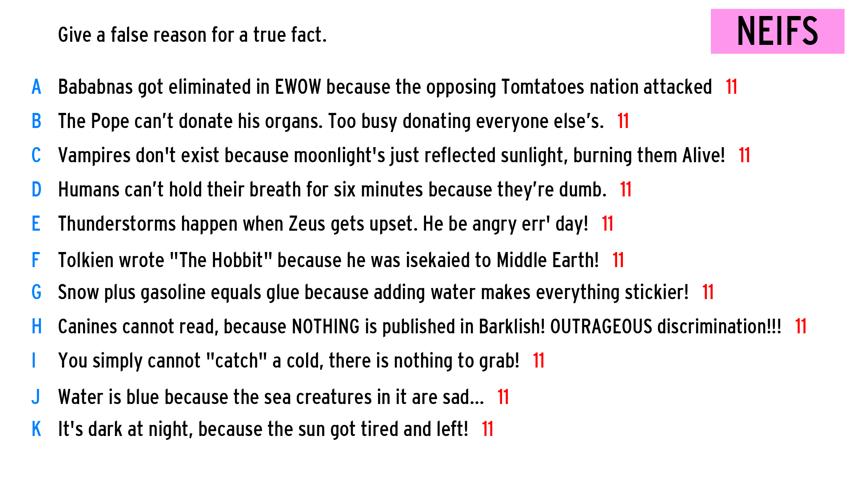 Give a false reason for a true fact.
NEIFS
A Bababnas got eliminated in EWOW because the opposing Tomtatoes nation attacked 11
B The Pope can't donate his organs. Too busy donating everyone else's. 11
C Vampires don't exist because moonlight's just reflected sunlight, burning them Alive! 11
D Humans can't hold their breath for six minutes because they're dumb. 11
E Thunderstorms happen when Zeus gets upset. He be angry err' day! 11
F Tolkien wrote "The Hobbit" because he was isekaied to Middle Earth! 11
G Snow plus gasoline equals glue because adding water makes everything stickier! 11
H Canines cannot read, because NOTHING is published in Barklish! OUTRAGEOUS discrimination!!! 11
I You simply cannot "catch" a cold, there is nothing to grab! 11
J Water is blue because the sea creatures in it are sad... 11
K It's dark at night, because the sun got tired and left! 11